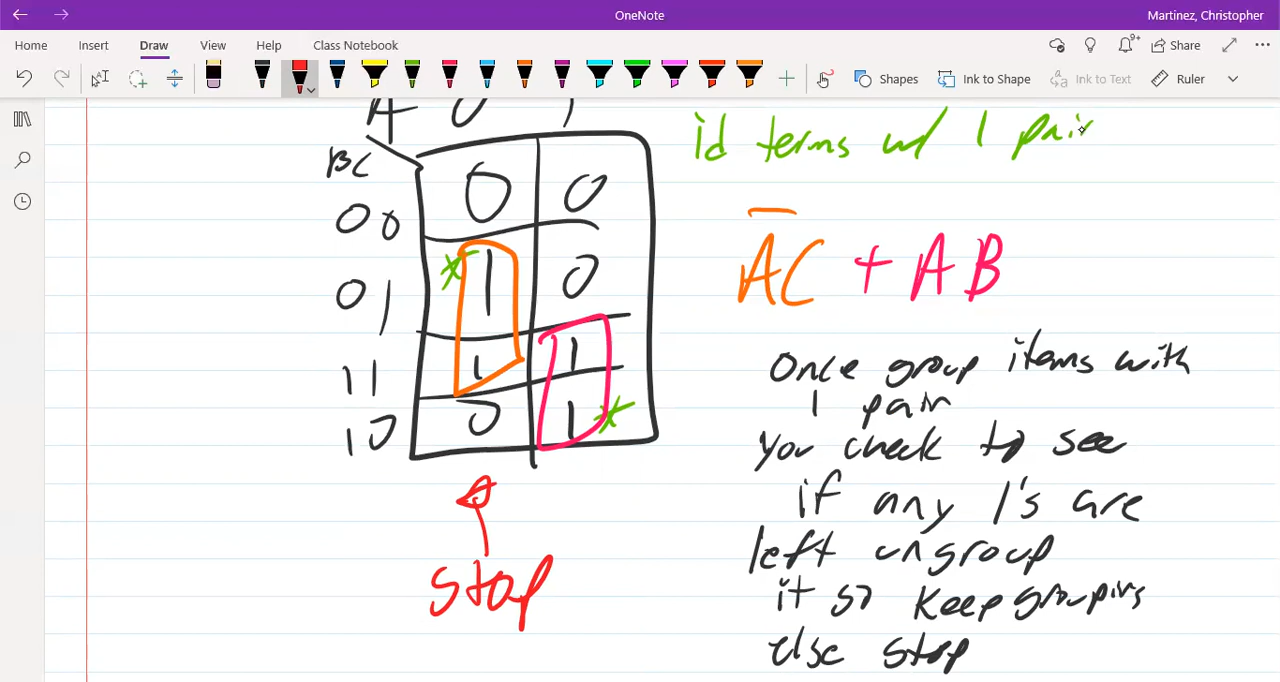 OneNote
Martínez, Christopher
Home Insert Draw View Help Class Notebook
Share
Shapes Ink to Shape Ink to Text Ruler
A 0 1
BC
00 0 0
01 * 1 0
11 1 1
10 0 1 *
stop
id terms w/ 1 pair
A̅C + AB
Once group items with
1 pair
you check to see
if any 1's are
left ungroup
if so keep grouping
else stop